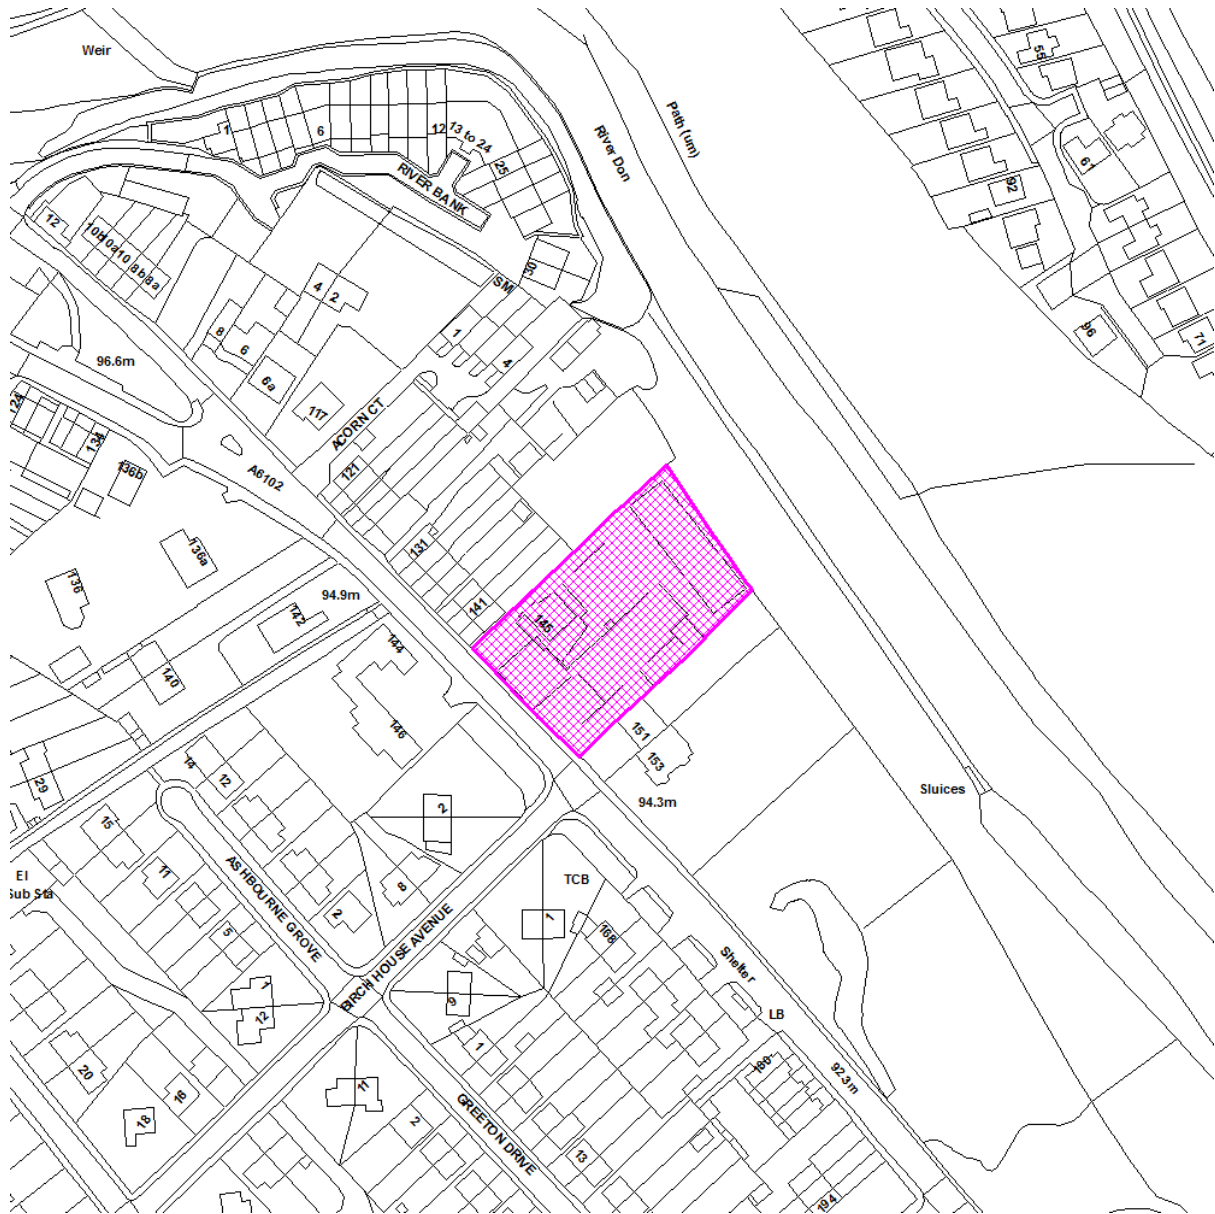 Weir
55
Path (um)
1
6
12
13 to 24
River Don
61
25
RIVER BANK
92
12
10b
10a
10
8b
8a
30
SM
4
2
8
6
1
96
71
96.6m
6a
4
117
ACORN CT
124
134
136b
A6102
121
131
136a
136
94.9m
142
141
145
144
140
146
151
153
29
14
12
94.3m
Sluices
2
15
11
El
Sub Sta
ASHBOURNE GROVE
8
TCB
2
1
168
5
BIRCH HOUSE AVENUE
Shelter
1
12
9
LB
1
20
16
18
11
2
180
92.3m
GREETON DRIVE
13
194